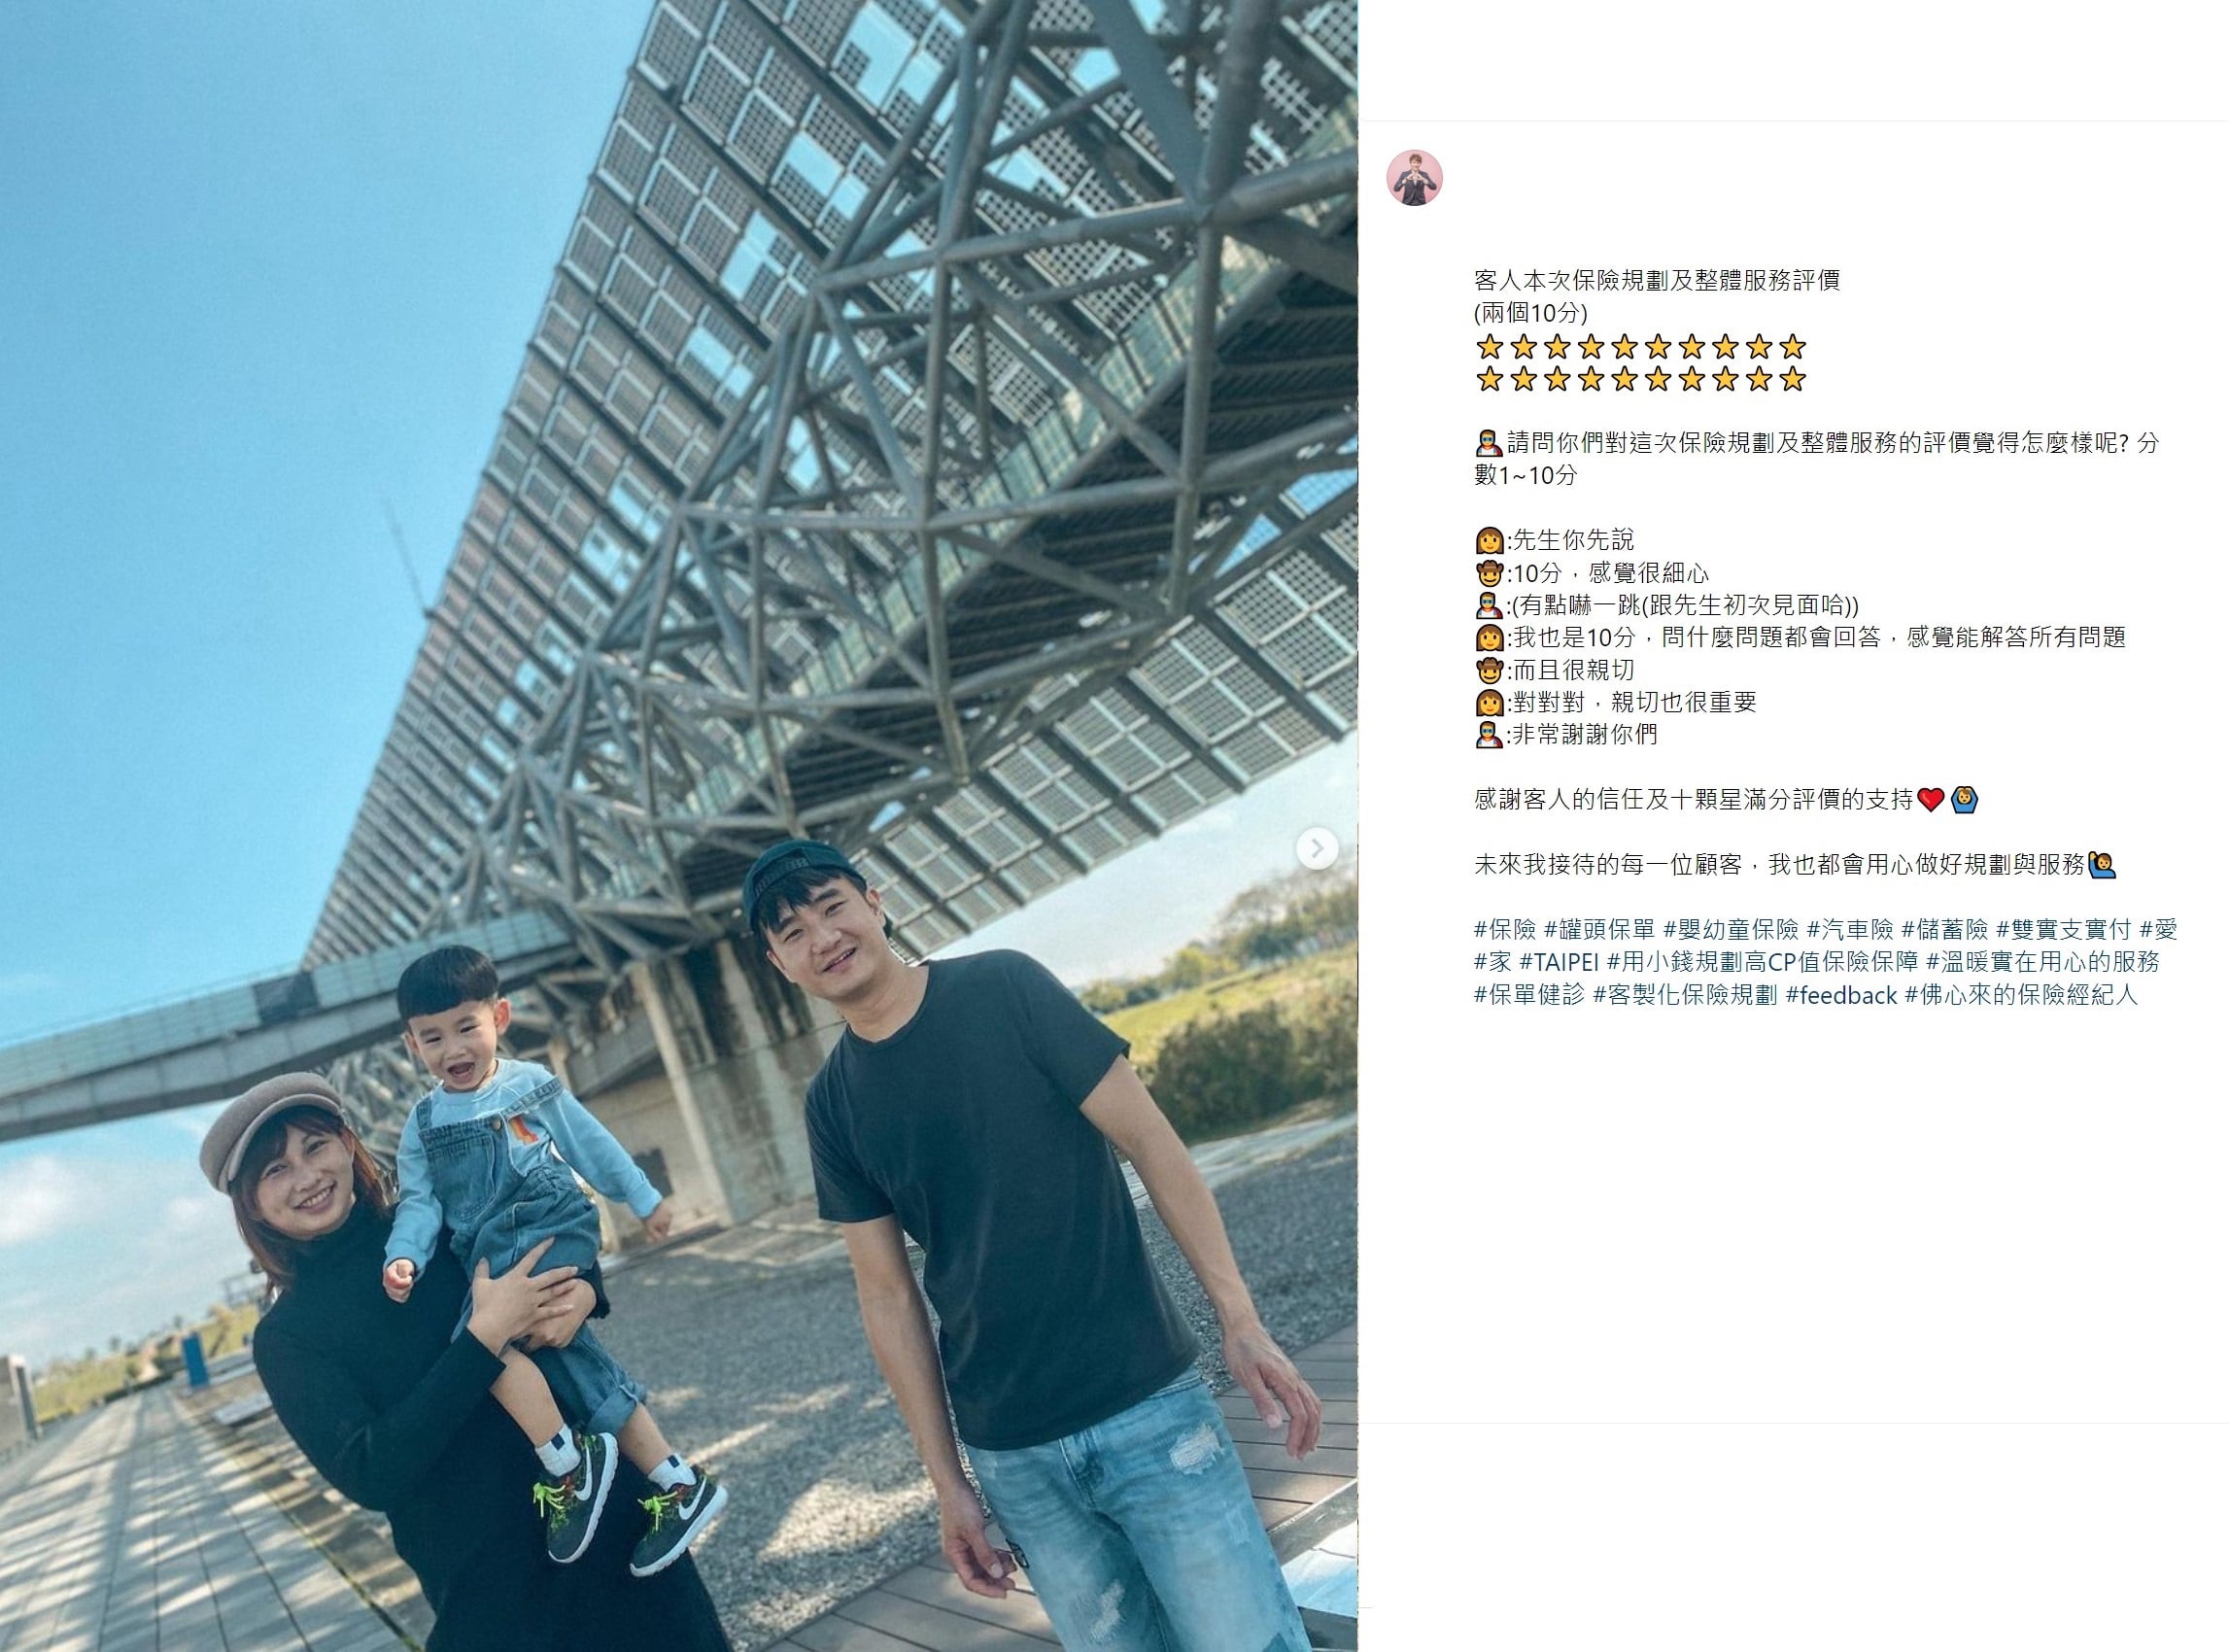 客人本次保險規劃及整體服務評價
(兩個10分)
⭐⭐⭐⭐⭐⭐⭐⭐⭐⭐
⭐⭐⭐⭐⭐⭐⭐⭐⭐⭐
🦸‍♂️請問你們對這次保險規劃及整體服務的評價覺得怎麼樣呢? 分
數1~10分
👩:先生你先說
🤠:10分，感覺很細心
🦸‍♂️:(有點嚇一跳(跟先生初次見面哈))
👩:我也是10分，問什麼問題都會回答，感覺能解答所有問題
🤠:而且很親切
👩:對對對，親切也很重要
🦸‍♂️:非常謝謝你們
感謝客人的信任及十顆星滿分評價的支持❤️🙆‍♂️
未來我接待的每一位顧客，我也都會用心做好規劃與服務🙋‍♂️
#保險 #罐頭保單 #嬰幼童保險 #汽車險 #儲蓄險 #雙實支實付 #愛
#家 #TAIPEI #用小錢規劃高CP值保險保障 #溫暖實在用心的服務
#保單健診 #客製化保險規劃 #feedback #佛心來的保險經紀人